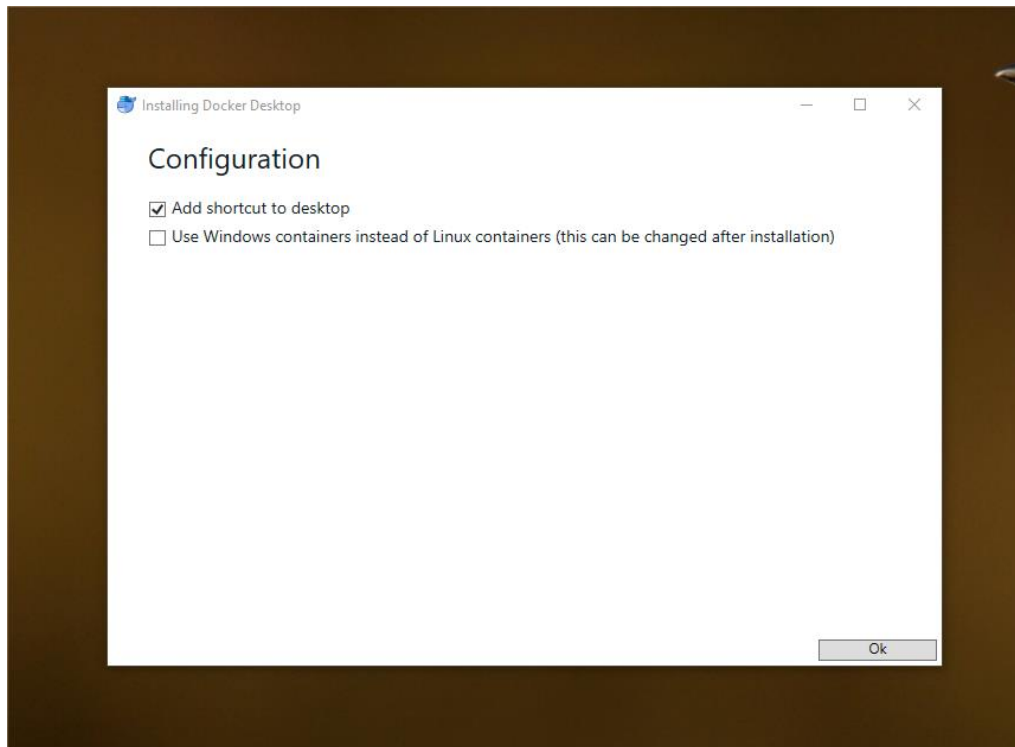 Installing Docker Desktop
Configuration
Add shortcut to desktop
Use Windows containers instead of Linux containers (this can be changed after installation)
Ok